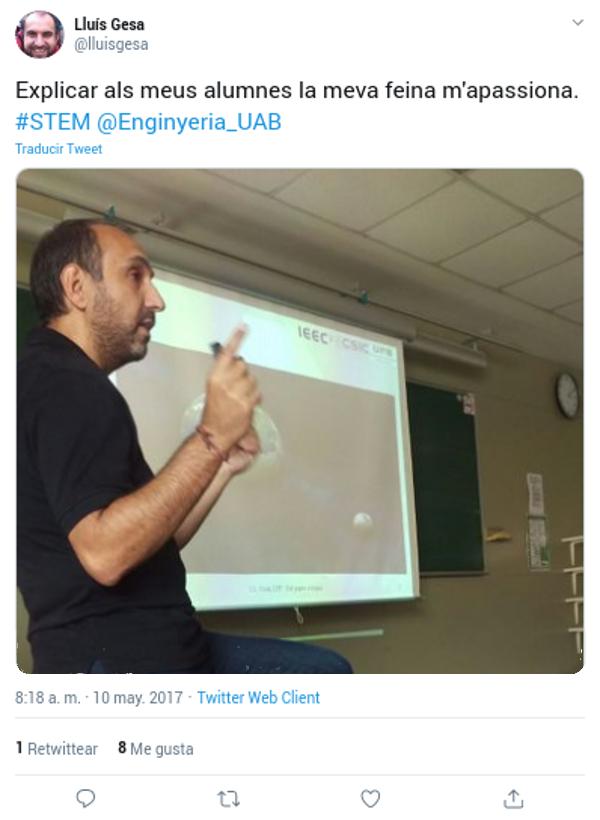 Lluís Gesa
@lluisgesa
Explicar als meus alumnes la meva feina m'apassiona.
#STEM @Enginyeria_UAB
Traducir Tweet
IEEC CSIC
8:18 a. m. · 10 may. 2017 · Twitter Web Client
1 Retwittear 8 Me gusta